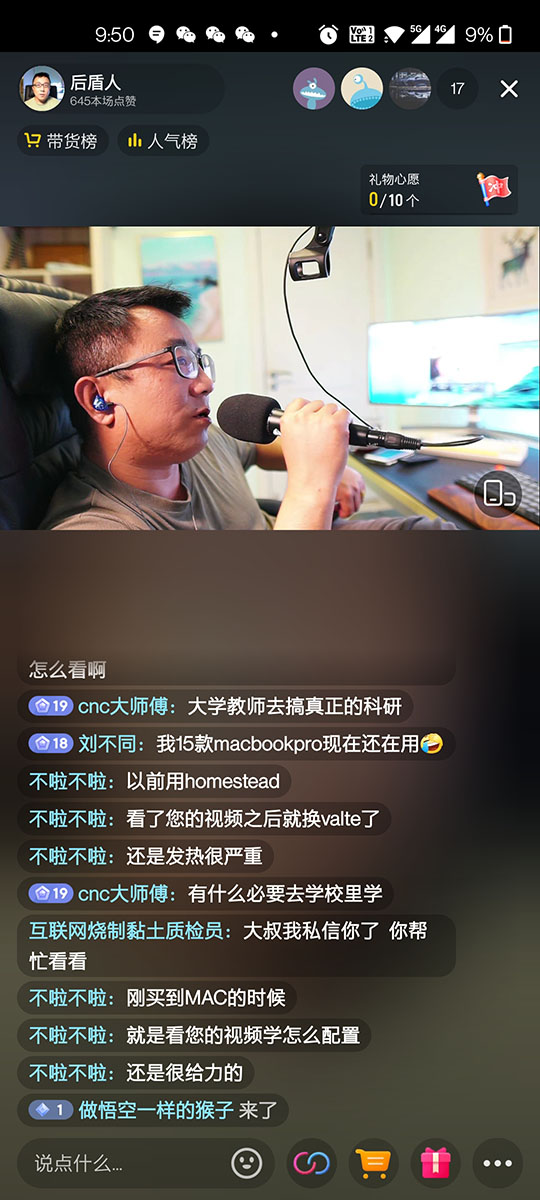 9:50
VoLTE 1 2
5G
4G
9%
后盾人
645本场点赞
17
带货榜
人气榜
礼物心愿
0/10 个
冲
怎么看啊
19 cnc大师傅：大学教师去搞真正的科研
18 刘不同：我15款macbookpro现在还在用🤣
不啦不啦：以前用homestead
不啦不啦：看了您的视频之后就换valte了
不啦不啦：还是发热很严重
19 cnc大师傅：有什么必要去学校里学
互联网烧制黏土质检员：大叔我私信你了 你帮
忙看看
不啦不啦：刚买到MAC的时候
不啦不啦：就是看您的视频学怎么配置
不啦不啦：还是很给力的
1 做悟空一样的猴子 来了
说点什么...